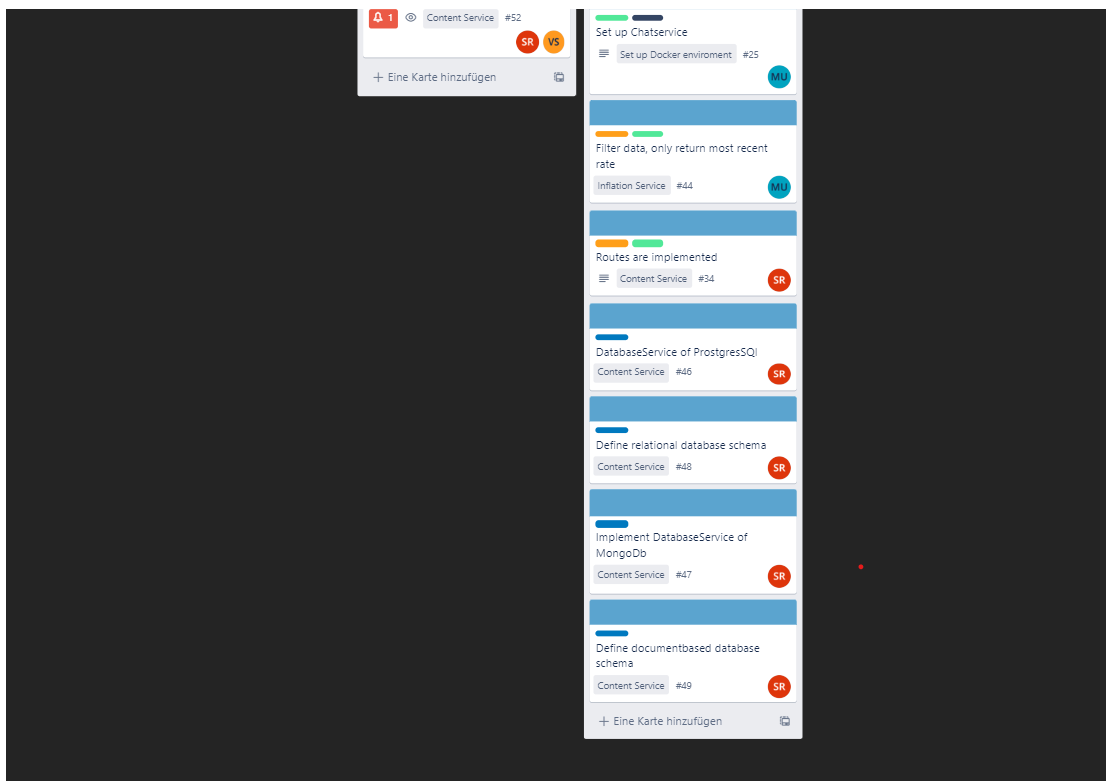 1 Content Service #52
SR VS
+ Eine Karte hinzufügen
Set up Chatservice
Set up Docker enviroment #25
MU
Filter data, only return most recent
rate
Inflation Service #44
MU
Routes are implemented
Content Service #34
SR
DatabaseService of ProstgresSQl
Content Service #46
SR
Define relational database schema
Content Service #48
SR
Implement DatabaseService of
MongoDb
Content Service #47
SR
Define documentbased database
schema
Content Service #49
SR
+ Eine Karte hinzufügen